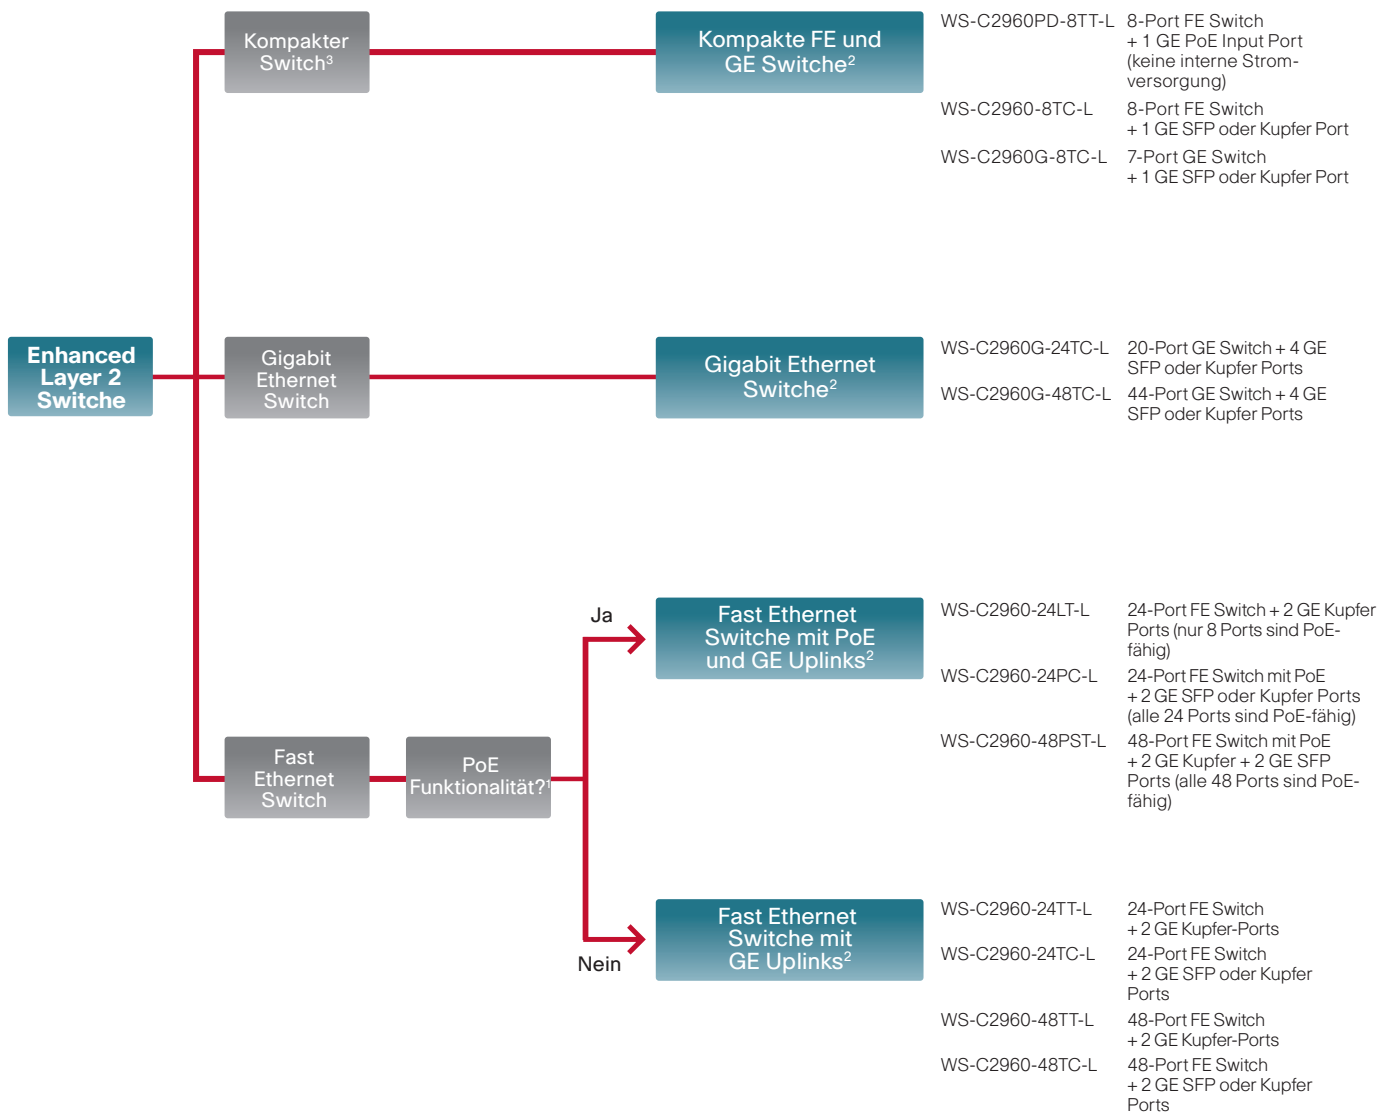 Kompakter
Switch³
Kompakte FE und
GE Switche²
WS-C2960PD-8TT-L 8-Port FE Switch
+ 1 GE PoE Input Port
(keine interne Strom-
versorgung)
WS-C2960-8TC-L 8-Port FE Switch
+ 1 GE SFP oder Kupfer Port
WS-C2960G-8TC-L 7-Port GE Switch
+ 1 GE SFP oder Kupfer Port
Enhanced
Layer 2
Switche
Gigabit
Ethernet
Switch
Gigabit Ethernet
Switche²
WS-C2960G-24TC-L 20-Port GE Switch + 4 GE
SFP oder Kupfer Ports
WS-C2960G-48TC-L 44-Port GE Switch + 4 GE
SFP oder Kupfer Ports
Fast
Ethernet
Switch
PoE
Funktionalität?¹
Ja
Fast Ethernet
Switche mit PoE
und GE Uplinks²
WS-C2960-24LT-L 24-Port FE Switch + 2 GE Kupfer
Ports (nur 8 Ports sind PoE-
fähig)
WS-C2960-24PC-L 24-Port FE Switch mit PoE
+ 2 GE SFP oder Kupfer Ports
(alle 24 Ports sind PoE-fähig)
WS-C2960-48PST-L 48-Port FE Switch mit PoE
+ 2 GE Kupfer + 2 GE SFP
Ports (alle 48 Ports sind PoE-
fähig)
Nein
Fast Ethernet
Switche mit
GE Uplinks²
WS-C2960-24TT-L 24-Port FE Switch
+ 2 GE Kupfer-Ports
WS-C2960-24TC-L 24-Port FE Switch
+ 2 GE SFP oder Kupfer
Ports
WS-C2960-48TT-L 48-Port FE Switch
+ 2 GE Kupfer-Ports
WS-C2960-48TC-L 48-Port FE Switch
+ 2 GE SFP oder Kupfer
Ports